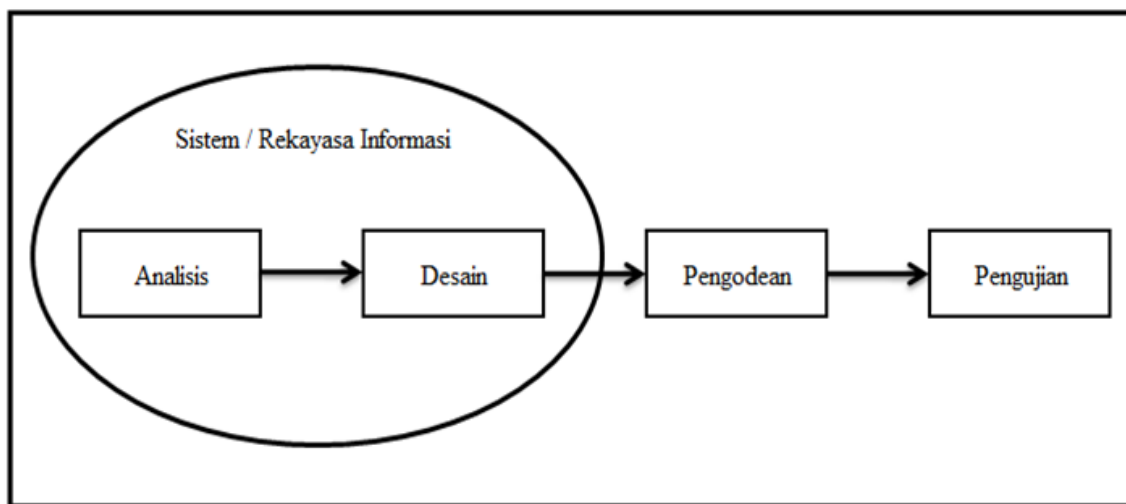 Sistem / Rekayasa Informasi
Analisis
Desain
Pengodean
Pengujian